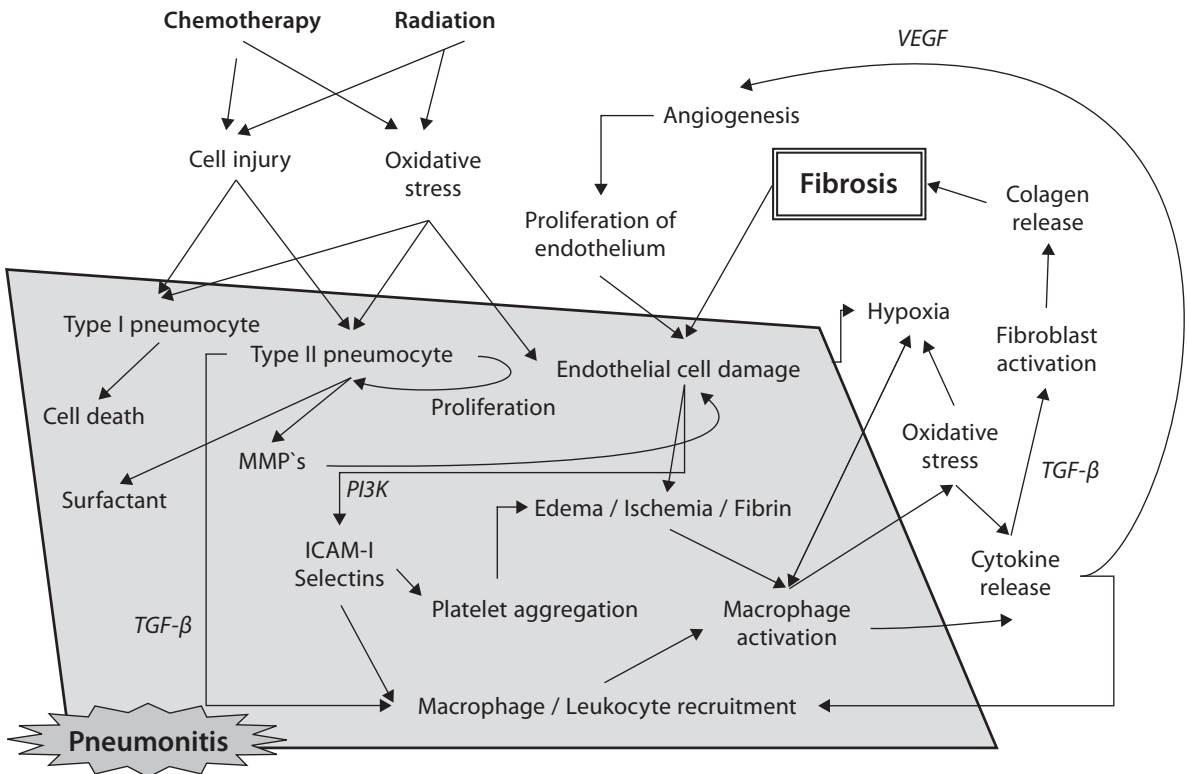 Chemotherapy
Radiation
VEGF
Angiogenesis
Cell injury
Oxidative
stress
Fibrosis
Colagen
release
Proliferation of
endothelium
Type I pneumocyte
Type II pneumocyte
Endothelial cell damage
Hypoxia
Fibroblast
activation
Cell death
Proliferation
MMP`s
Oxidative
stress
TGF-β
Surfactant
PI3K
Edema / Ischemia / Fibrin
ICAM-I
Selectins
Cytokine
release
Platelet aggregation
Macrophage
activation
TGF-β
Macrophage / Leukocyte recruitment
Pneumonitis